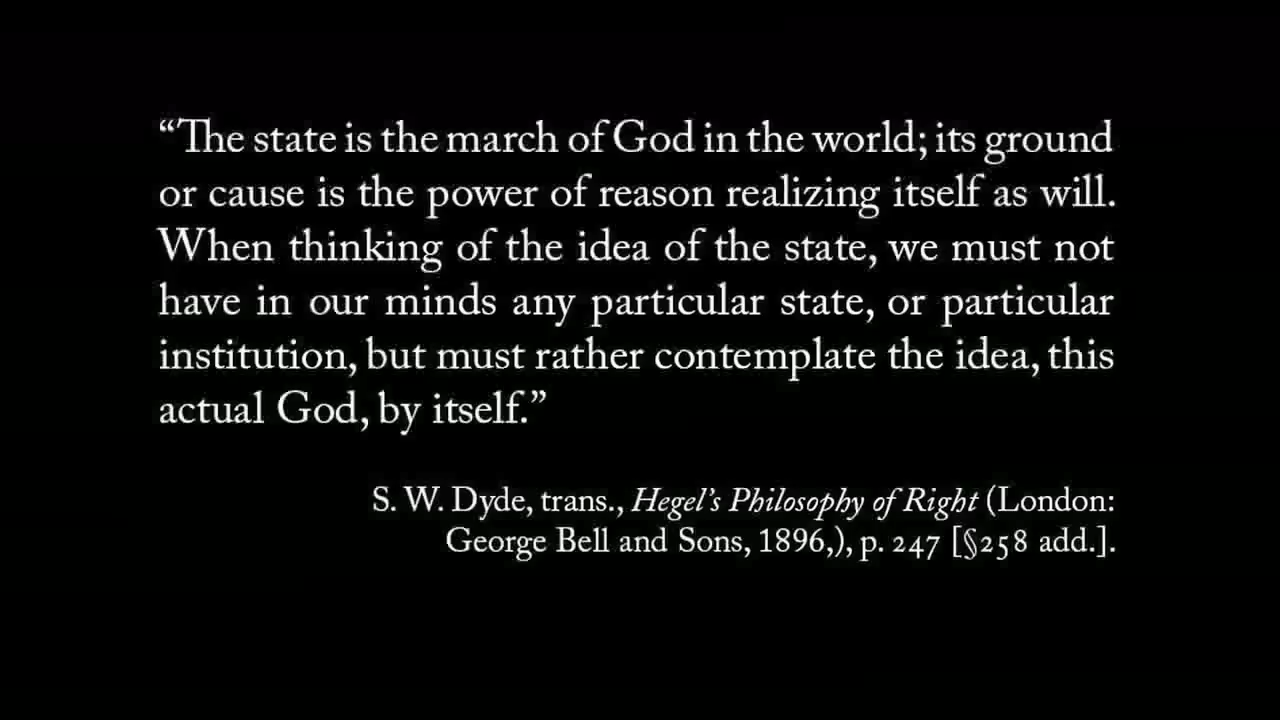 “The state is the march of God in the world; its ground
or cause is the power of reason realizing itself as will.
When thinking of the idea of the state, we must not
have in our minds any particular state, or particular
institution, but must rather contemplate the idea, this
actual God, by itself.”
S. W. Dyde, trans., Hegel’s Philosophy of Right (London:
George Bell and Sons, 1896,), p. 247 [§258 add.].